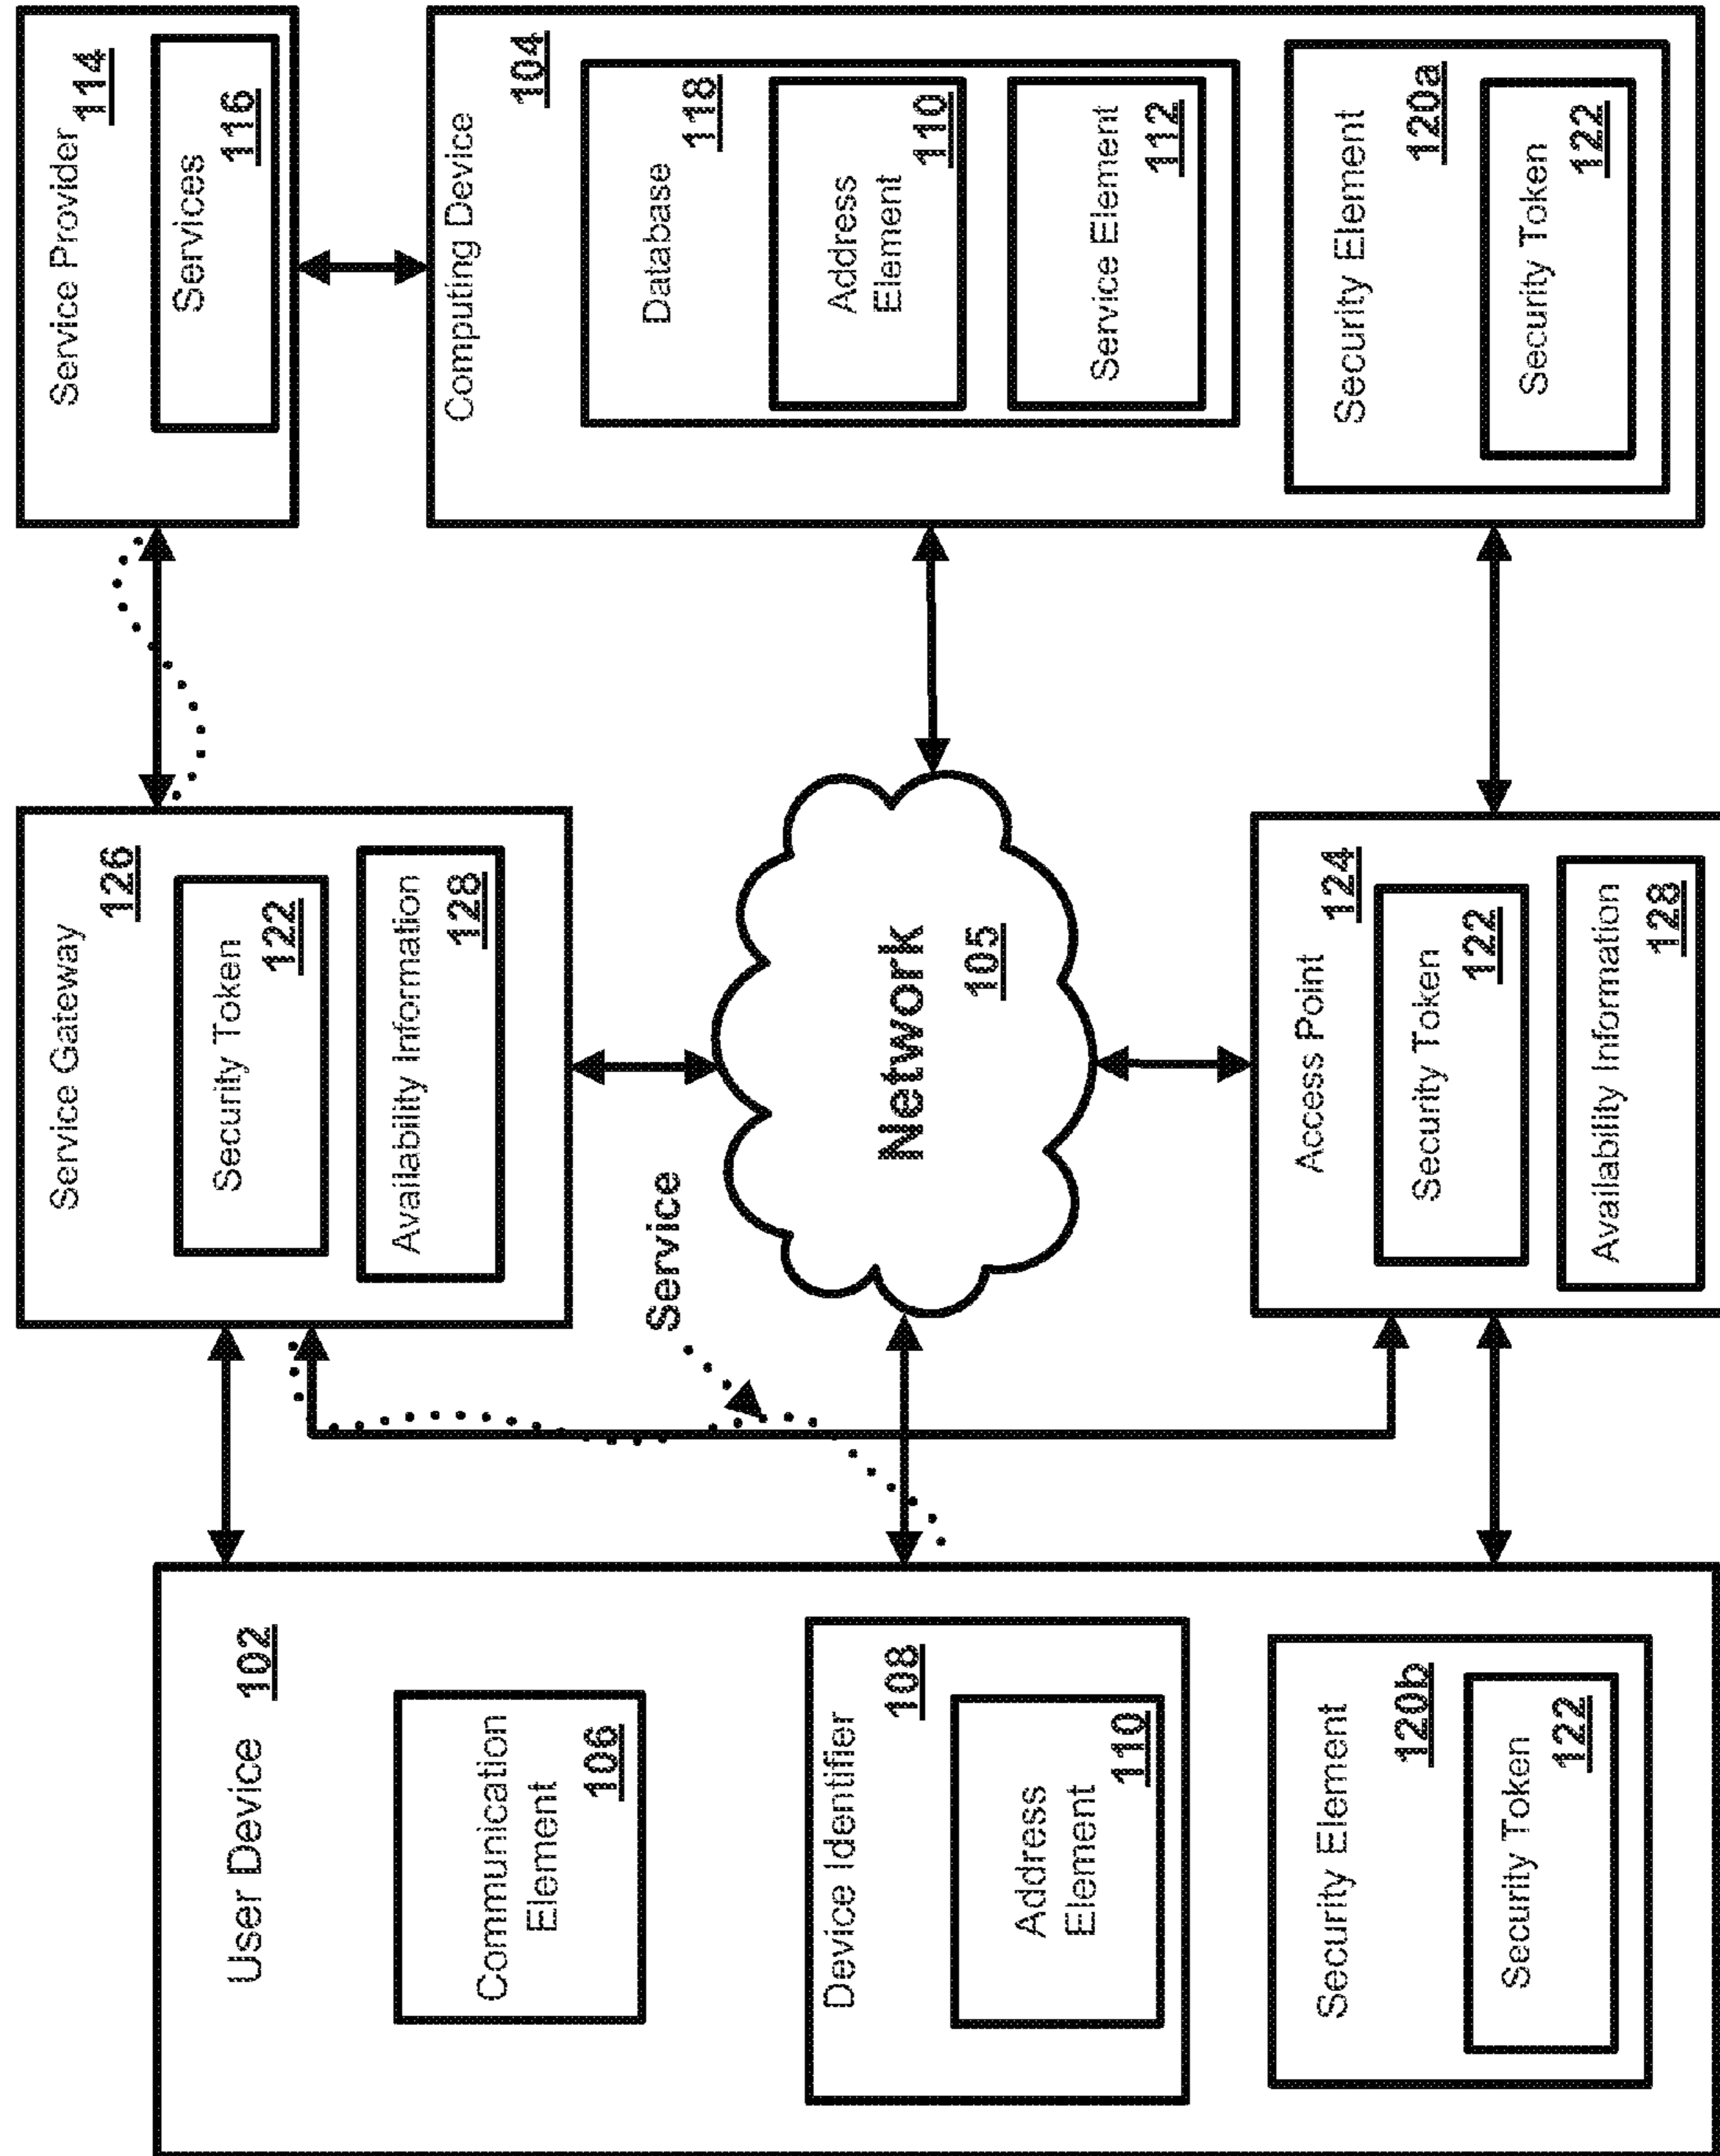 User Device 102
Communication
Element
106
Device Identifier
108
Address
Element
110
Security Element
120b
Security Token
122
Service Gateway
126
Security Token
122
Availability Information
128
Service
Network
105
Access Point
124
Security Token
122
Availability Information
128
Service Provider
114
Services
116
Computing Device
104
Database
118
Address
Element
110
Service Element
112
Security Element
120a
Security Token
122